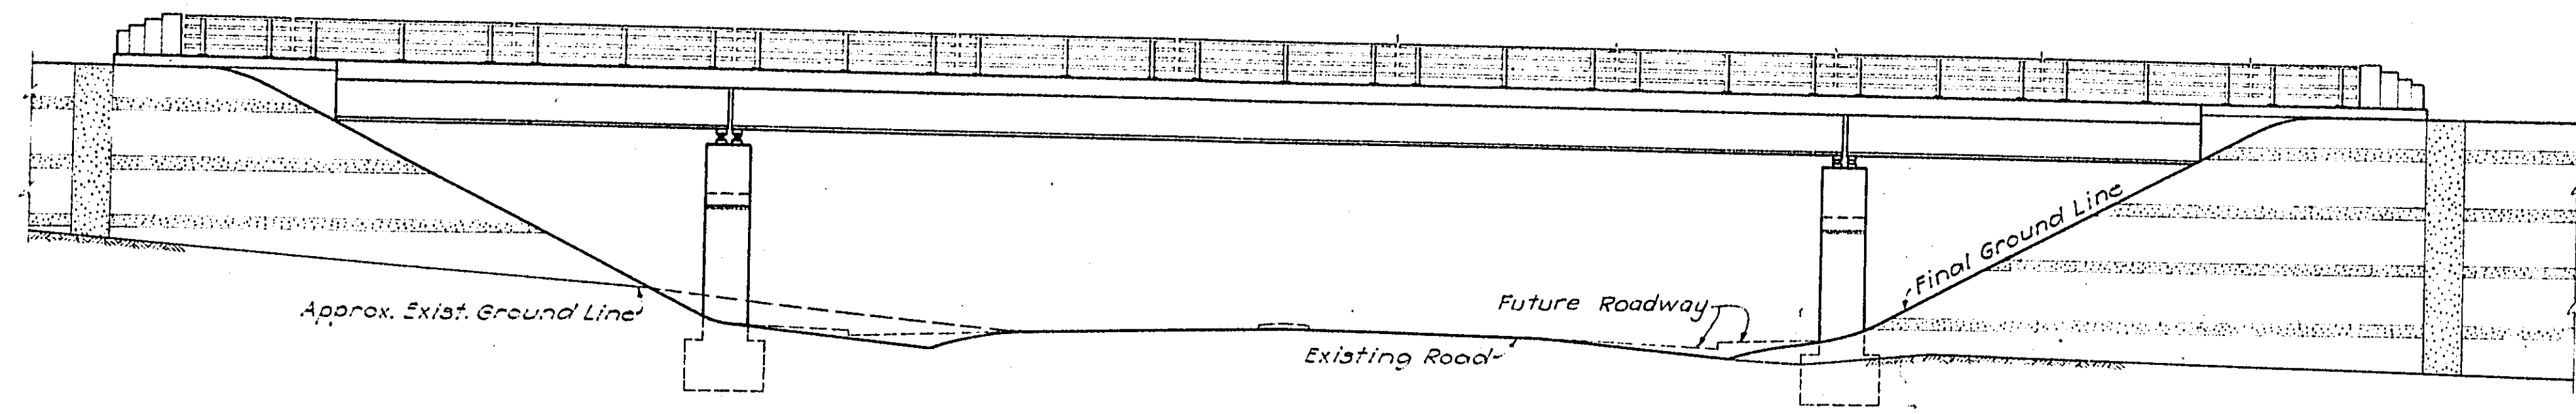 Final Ground Line
Approx. Exist. Ground Line
Future Roadway
Existing Road